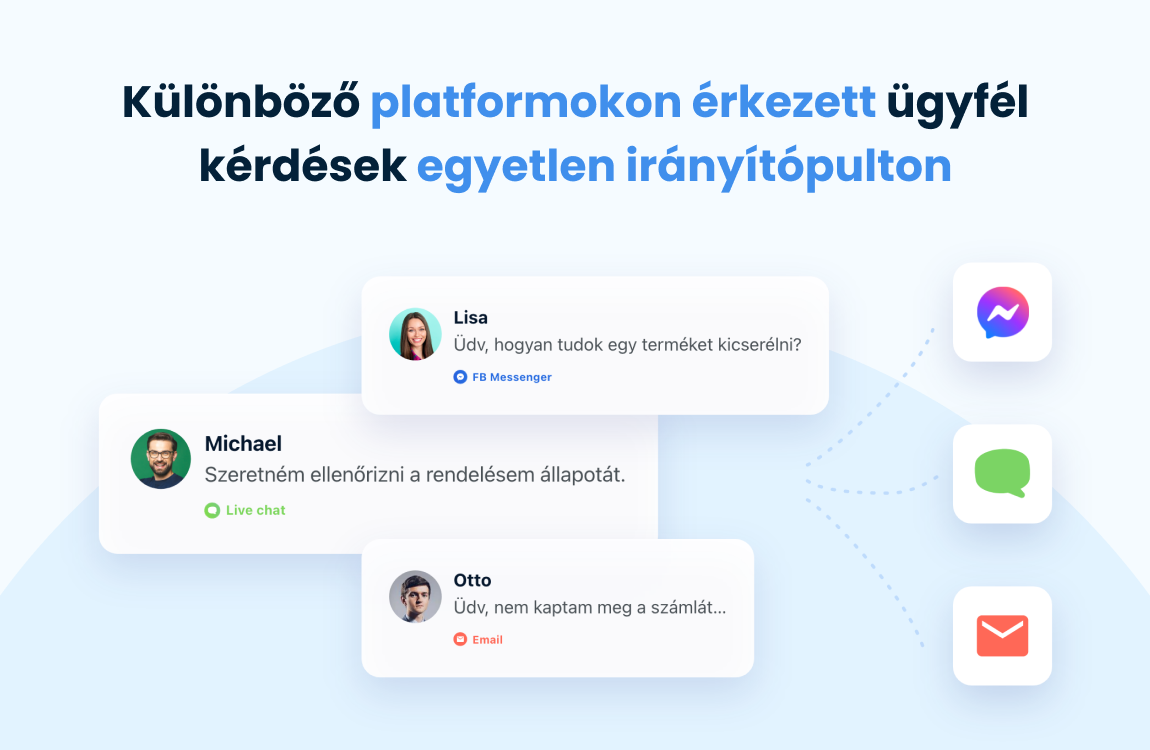 Különböző platformokon érkezett ügyfél
kérdések egyetlen irányítópulton
Lisa
Üdv, hogyan tudok egy terméket kicserélni?
FB Messenger
Michael
Szeretném ellenőrizni a rendelésem állapotát.
Live chat
Otto
Üdv, nem kaptam meg a számlát...
Email